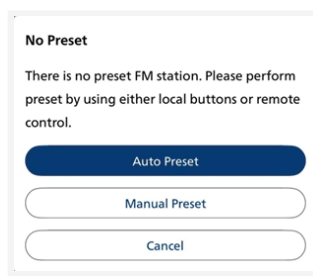 No Preset
There is no preset FM station. Please perform
preset by using either local buttons or remote
control.
Auto Preset
Manual Preset
Cancel